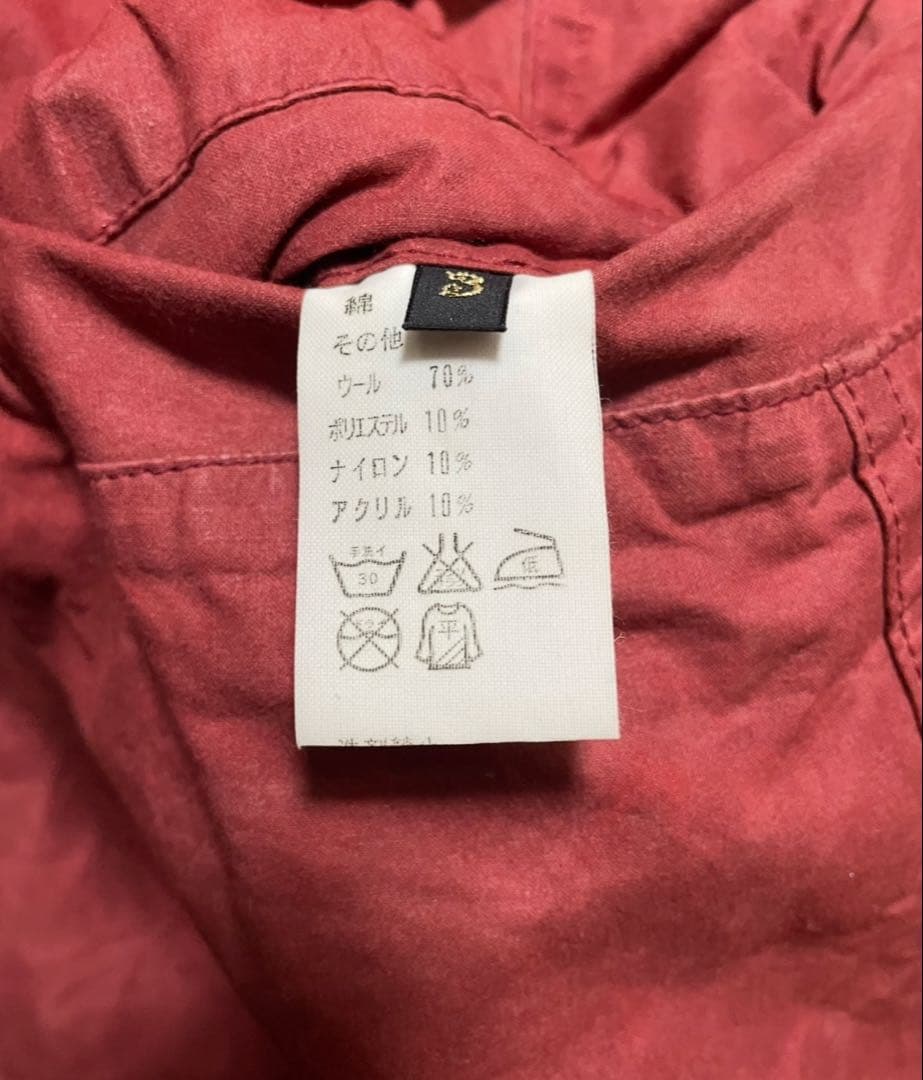 綿
その他
ウール 70%
ポリエステル 10%
ナイロン 10%
アクリル 10%
手洗イ
30
低
平